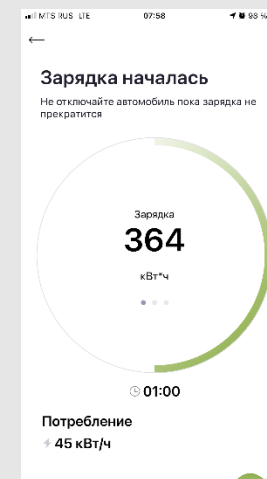 MTS RUS LTE 07:58 98 %
←
Зарядка началась
Не отключайте автомобиль пока зарядка не
прекратится
Зарядка
364
кВт*ч
01:00
Потребление
45 кВт/ч